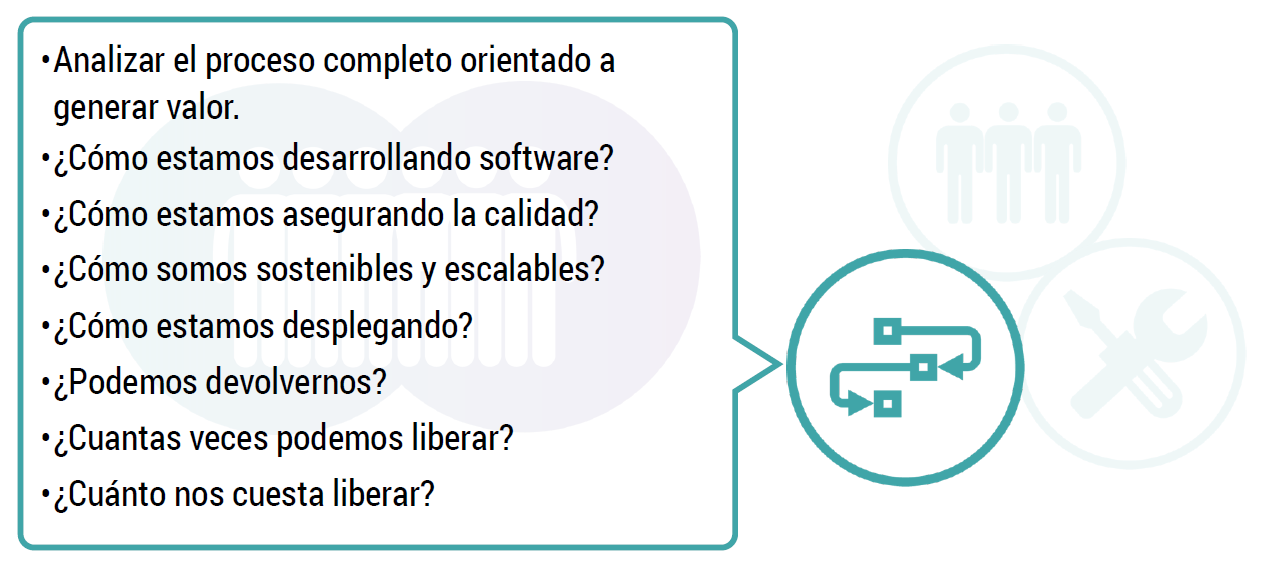 •Analizar el proceso completo orientado a
generar valor.
•¿Cómo estamos desarrollando software?
•¿Cómo estamos asegurando la calidad?
•¿Cómo somos sostenibles y escalables?
•¿Cómo estamos desplegando?
•¿Podemos devolvernos?
•¿Cuantas veces podemos liberar?
•¿Cuánto nos cuesta liberar?